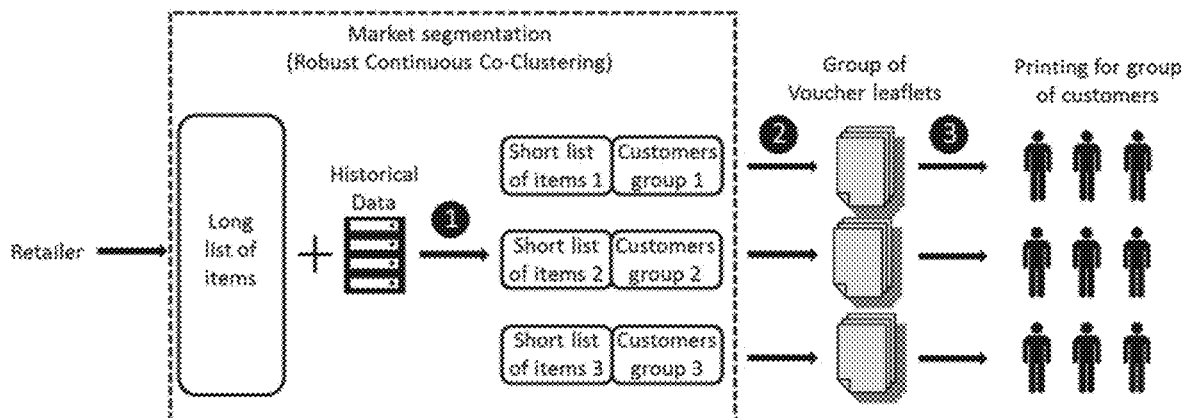 Market segmentation
(Robust Continuous Co-Clustering)
Group of
Voucher leaflets
Printing for group
of customers
Retailer
Long
list of
items
+
Historical
Data
1
2
3
Short list
of items 1
Customers
group 1
Short list
of items 2
Customers
group 2
Short list
of items 3
Customers
group 3